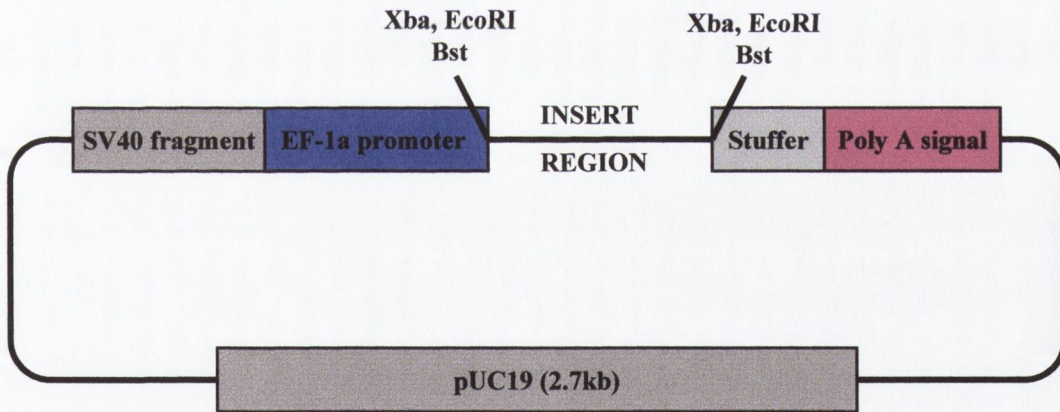 Xba, EcoRI
Bst
Xba, EcoRI
Bst
SV40 fragment
EF-1a promoter
INSERT
REGION
Stuffer
Poly A signal
pUC19 (2.7kb)